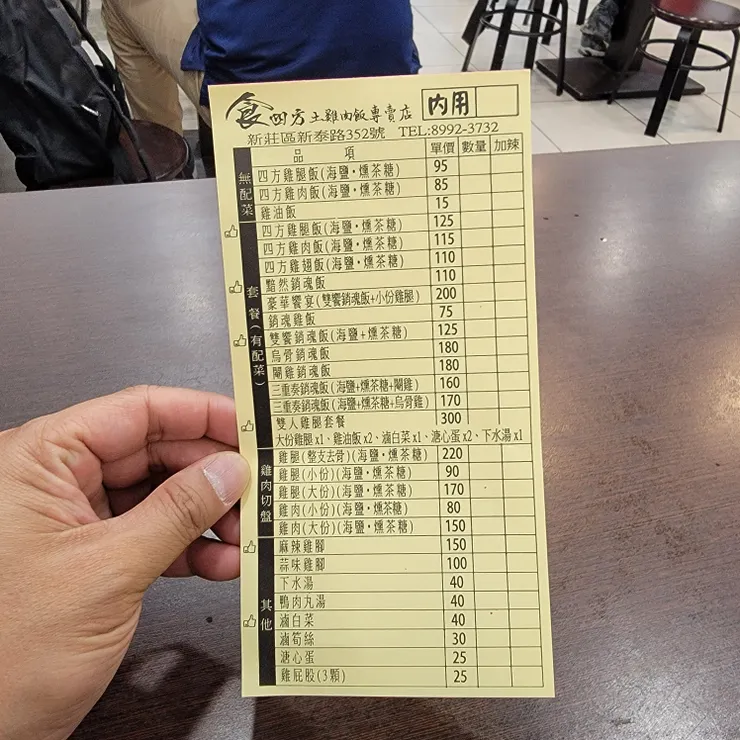 食四方土雞肉飯專賣店 內用
新莊區新泰路352號 TEL:8992-3732
品項 單價 數量 加辣
無配菜
四方雞腿飯(海鹽·燻茶糖) 95
四方雞肉飯(海鹽·燻茶糖) 85
雞油飯 15
套餐(有配菜)
四方雞腿飯(海鹽·燻茶糖) 125
四方雞肉飯(海鹽·燻茶糖) 115
四方雞翅飯(海鹽·燻茶糖) 110
黯然銷魂飯 110
豪華饗宴(雙饗銷魂飯+小份雞腿) 200
銷魂雞飯 75
雙饗銷魂飯(海鹽+燻茶糖) 125
烏骨銷魂飯 180
閹雞銷魂飯 180
三重奏銷魂飯(海鹽+燻茶糖+閹雞) 160
三重奏銷魂飯(海鹽+燻茶糖+烏骨雞) 170
雙人雞腿套餐 300
大份雞腿x1、雞油飯x2、滷白菜x1、溏心蛋x2、下水湯x1
雞肉切盤
雞腿(整支去骨)(海鹽·燻茶糖) 220
雞腿(小份)(海鹽·燻茶糖) 90
雞腿(大份)(海鹽·燻茶糖) 170
雞肉(小份)(海鹽·燻茶糖) 80
雞肉(大份)(海鹽·燻茶糖) 150
其他
麻辣雞腳 150
蒜味雞腳 100
下水湯 40
鴨肉丸湯 40
滷白菜 40
滷筍絲 30
溏心蛋 25
雞屁股(3顆) 25